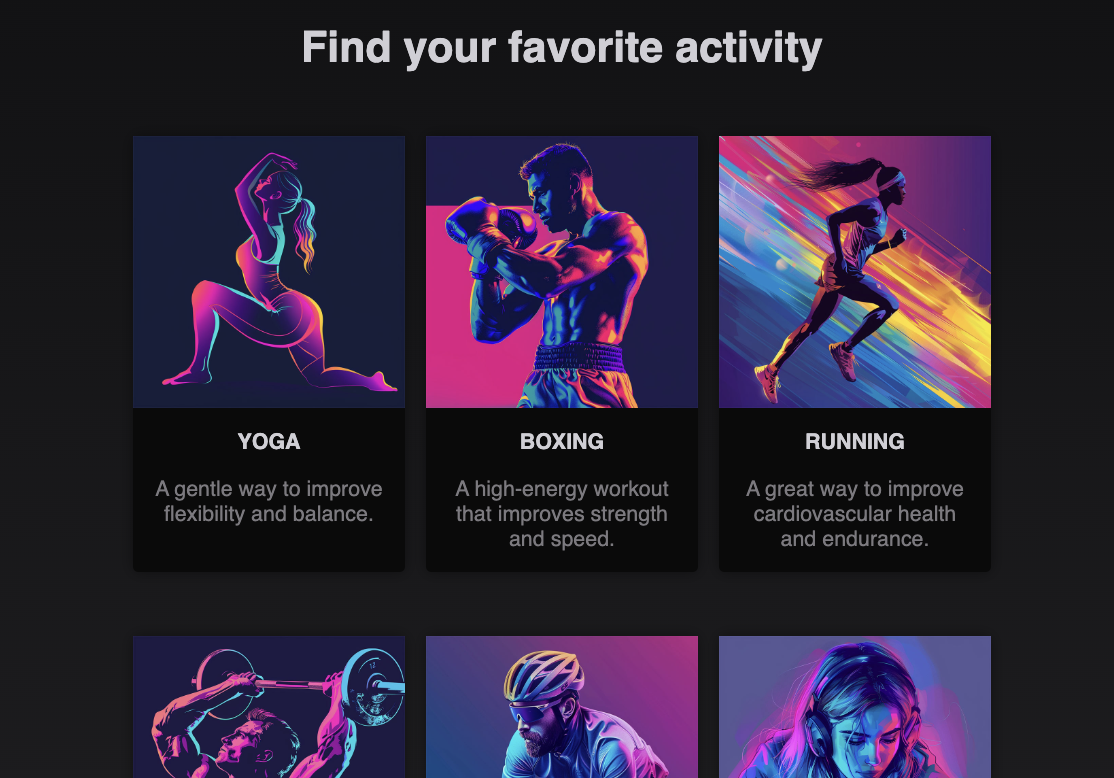 Find your favorite activity
YOGA
A gentle way to improve
flexibility and balance.
BOXING
A high-energy workout
that improves strength
and speed.
RUNNING
A great way to improve
cardiovascular health
and endurance.